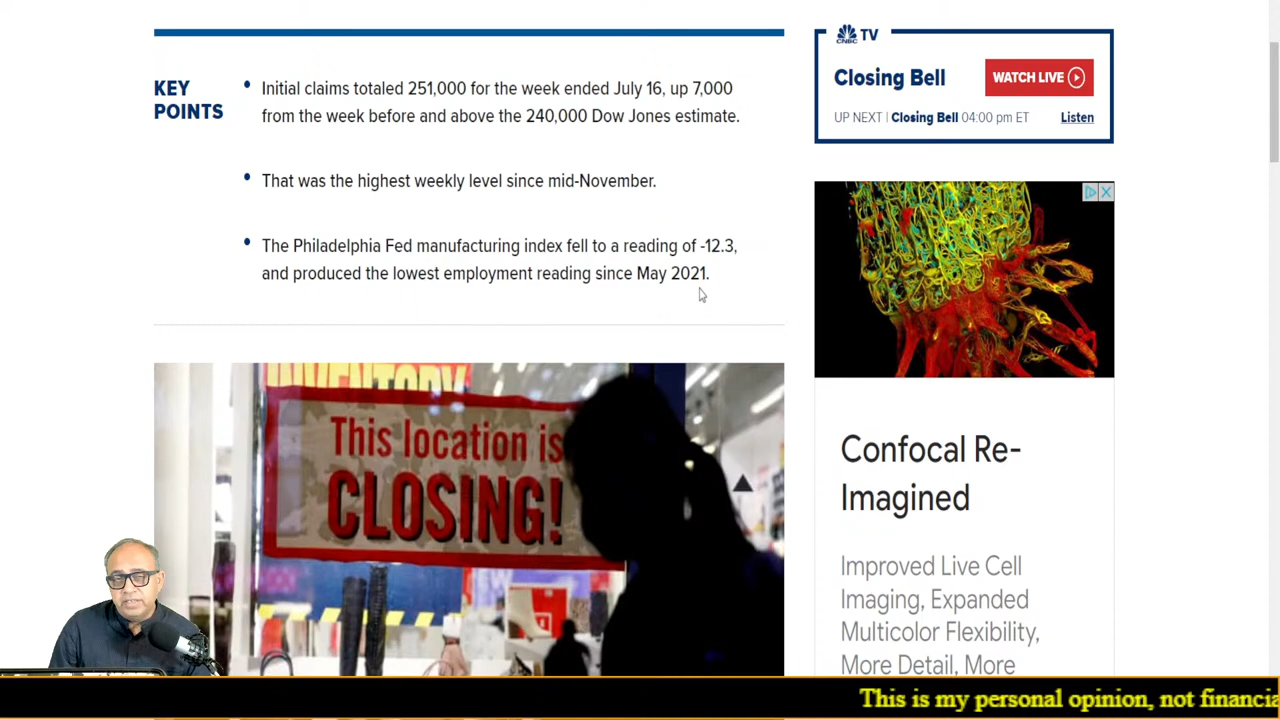 KEY
POINTS
Initial claims totaled 251,000 for the week ended July 16, up 7,000
from the week before and above the 240,000 Dow Jones estimate.
That was the highest weekly level since mid-November.
The Philadelphia Fed manufacturing index fell to a reading of -12.3,
and produced the lowest employment reading since May 2021.
INVENTORY
This location is
CLOSING!
CNBC TV
Closing Bell
WATCH LIVE
UP NEXT | Closing Bell 04:00 pm ET
Listen
Confocal Re-
Imagined
Improved Live Cell
Imaging, Expanded
Multicolor Flexibility,
More Detail, More
This is my personal opinion, not financia